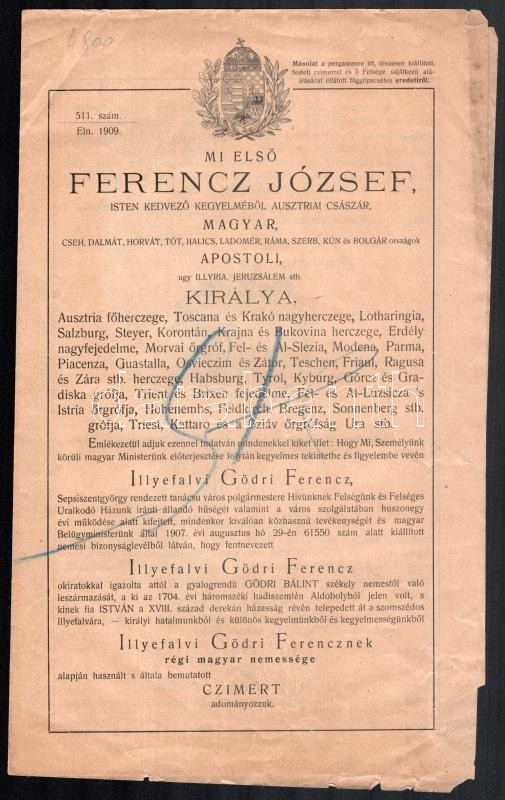 4800
Másolat a pergamenre irt, díszesen kiállított,
festett czimerrel és ő Felsége sajátkezű alá-
írásával ellátott függőpecsétes eredetiről.
511. szám.
Eln. 1909.
MI ELSŐ
FERENCZ JÓZSEF,
ISTEN KEDVEZŐ KEGYELMÉBŐL AUSZTRIAI CSÁSZÁR,
MAGYAR,
CSEH, DALMÁT, HORVÁT, TÓT, HALICS, LADOMÉR, RÁMA, SZERB, KÚN és BOLGÁR országok
APOSTOLI,
ugy ILLYRIA, JERUZSÁLEM stb.
KIRÁLYA,
Ausztria főherczege, Toscana és Krakó nagyherczege, Lotharingia,
Salzburg, Steyer, Korontán, Krajna és Bukovina herczege, Erdély
nagyfejedelme, Morvai őrgróf, Fel- és Al-Slezia, Modena, Parma,
Piacenza, Guastalla, Osvieczim és Zátor, Teschen, Friaul, Ragusa
és Zára stb. herczege, Habsburg, Tyrol, Kyburg, Görcz és Gra-
diska grófja, Trient és Brixen fejedelme, Fel- és Al-Luzsicza 's
Istria őrgrófja, Hohenembs, Feldkirch, Bregenz, Sonnenberg stb.
grófja, Triest, Kattaro és a Szláv őrgrófság Ura stb.
Emlékezetül adjuk ezennel tudatván mindenekkel kiket illet: Hogy Mi, Személyünk
körüli magyar Ministerünk előterjesztése folytán kegyelmes tekintetbe és figyelembe vevén
Illyefalvi Gödri Ferencz,
Sepsiszentgyörgy rendezett tanácsu város polgármestere Hívünknek Felségünk és Felséges
Uralkodó Házunk iránti állandó hűségét valamint a város szolgálatában huszonegy
évi működése alatt kifejtett, mindenkor kiválóan közhasznú tevékenységét és magyar
Belügyministerünk által 1907. évi augusztus hó 29-én 61550 szám alatt kiállított
nemesi bizonyságlevélből látván, hogy fentnevezett
Illyefalvi Gödri Ferencz
okiratokkal igazolta attól a gyalogrendű GÖDRI BÁLINT székely nemestől való
leszármazását, a ki az 1704. évi háromszéki hadiszemlén Aldobolyból jelen volt, s
kinek fia ISTVÁN a XVIII. század derekán házasság révén telepedett át a szomszédos
Illyefalvára, — királyi hatalmunkból és különös kegyelmünkből és kegyelmességünkből
Illyefalvi Gödri Ferencznek
régi magyar nemessége
alapján használt s általa bemutatott
CZIMERT
adományozzuk.